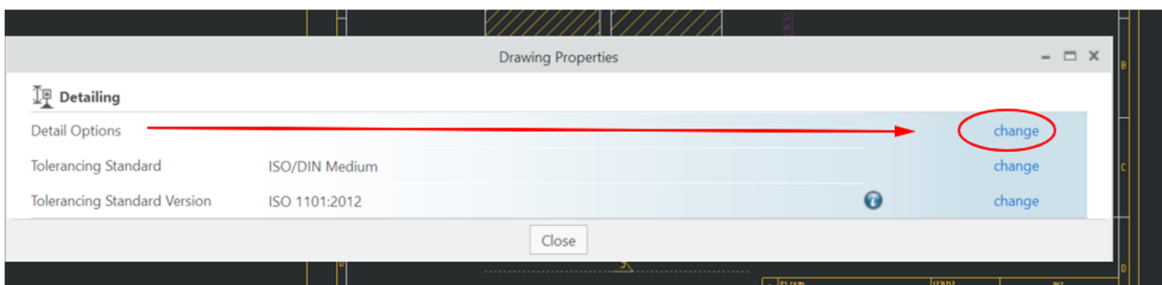 Drawing Properties
Detailing
Detail Options change
Tolerancing Standard ISO/DIN Medium change
Tolerancing Standard Version ISO 1101:2012 change
Close
B
C
D
D